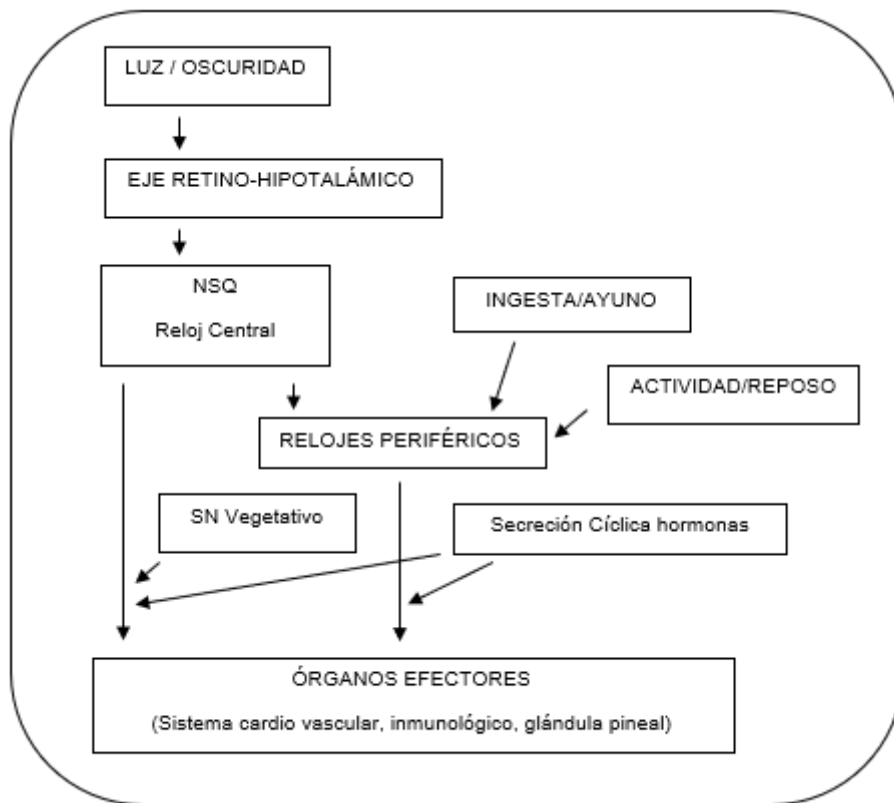 LUZ / OSCURIDAD
EJE RETINO-HIPOTALÁMICO
NSQ
Reloj Central
INGESTA/AYUNO
ACTIVIDAD/REPOSO
RELOJES PERIFÉRICOS
SN Vegetativo
Secreción Cíclica hormonas
ÓRGANOS EFECTORES
(Sistema cardio vascular, inmunológico, glándula pineal)